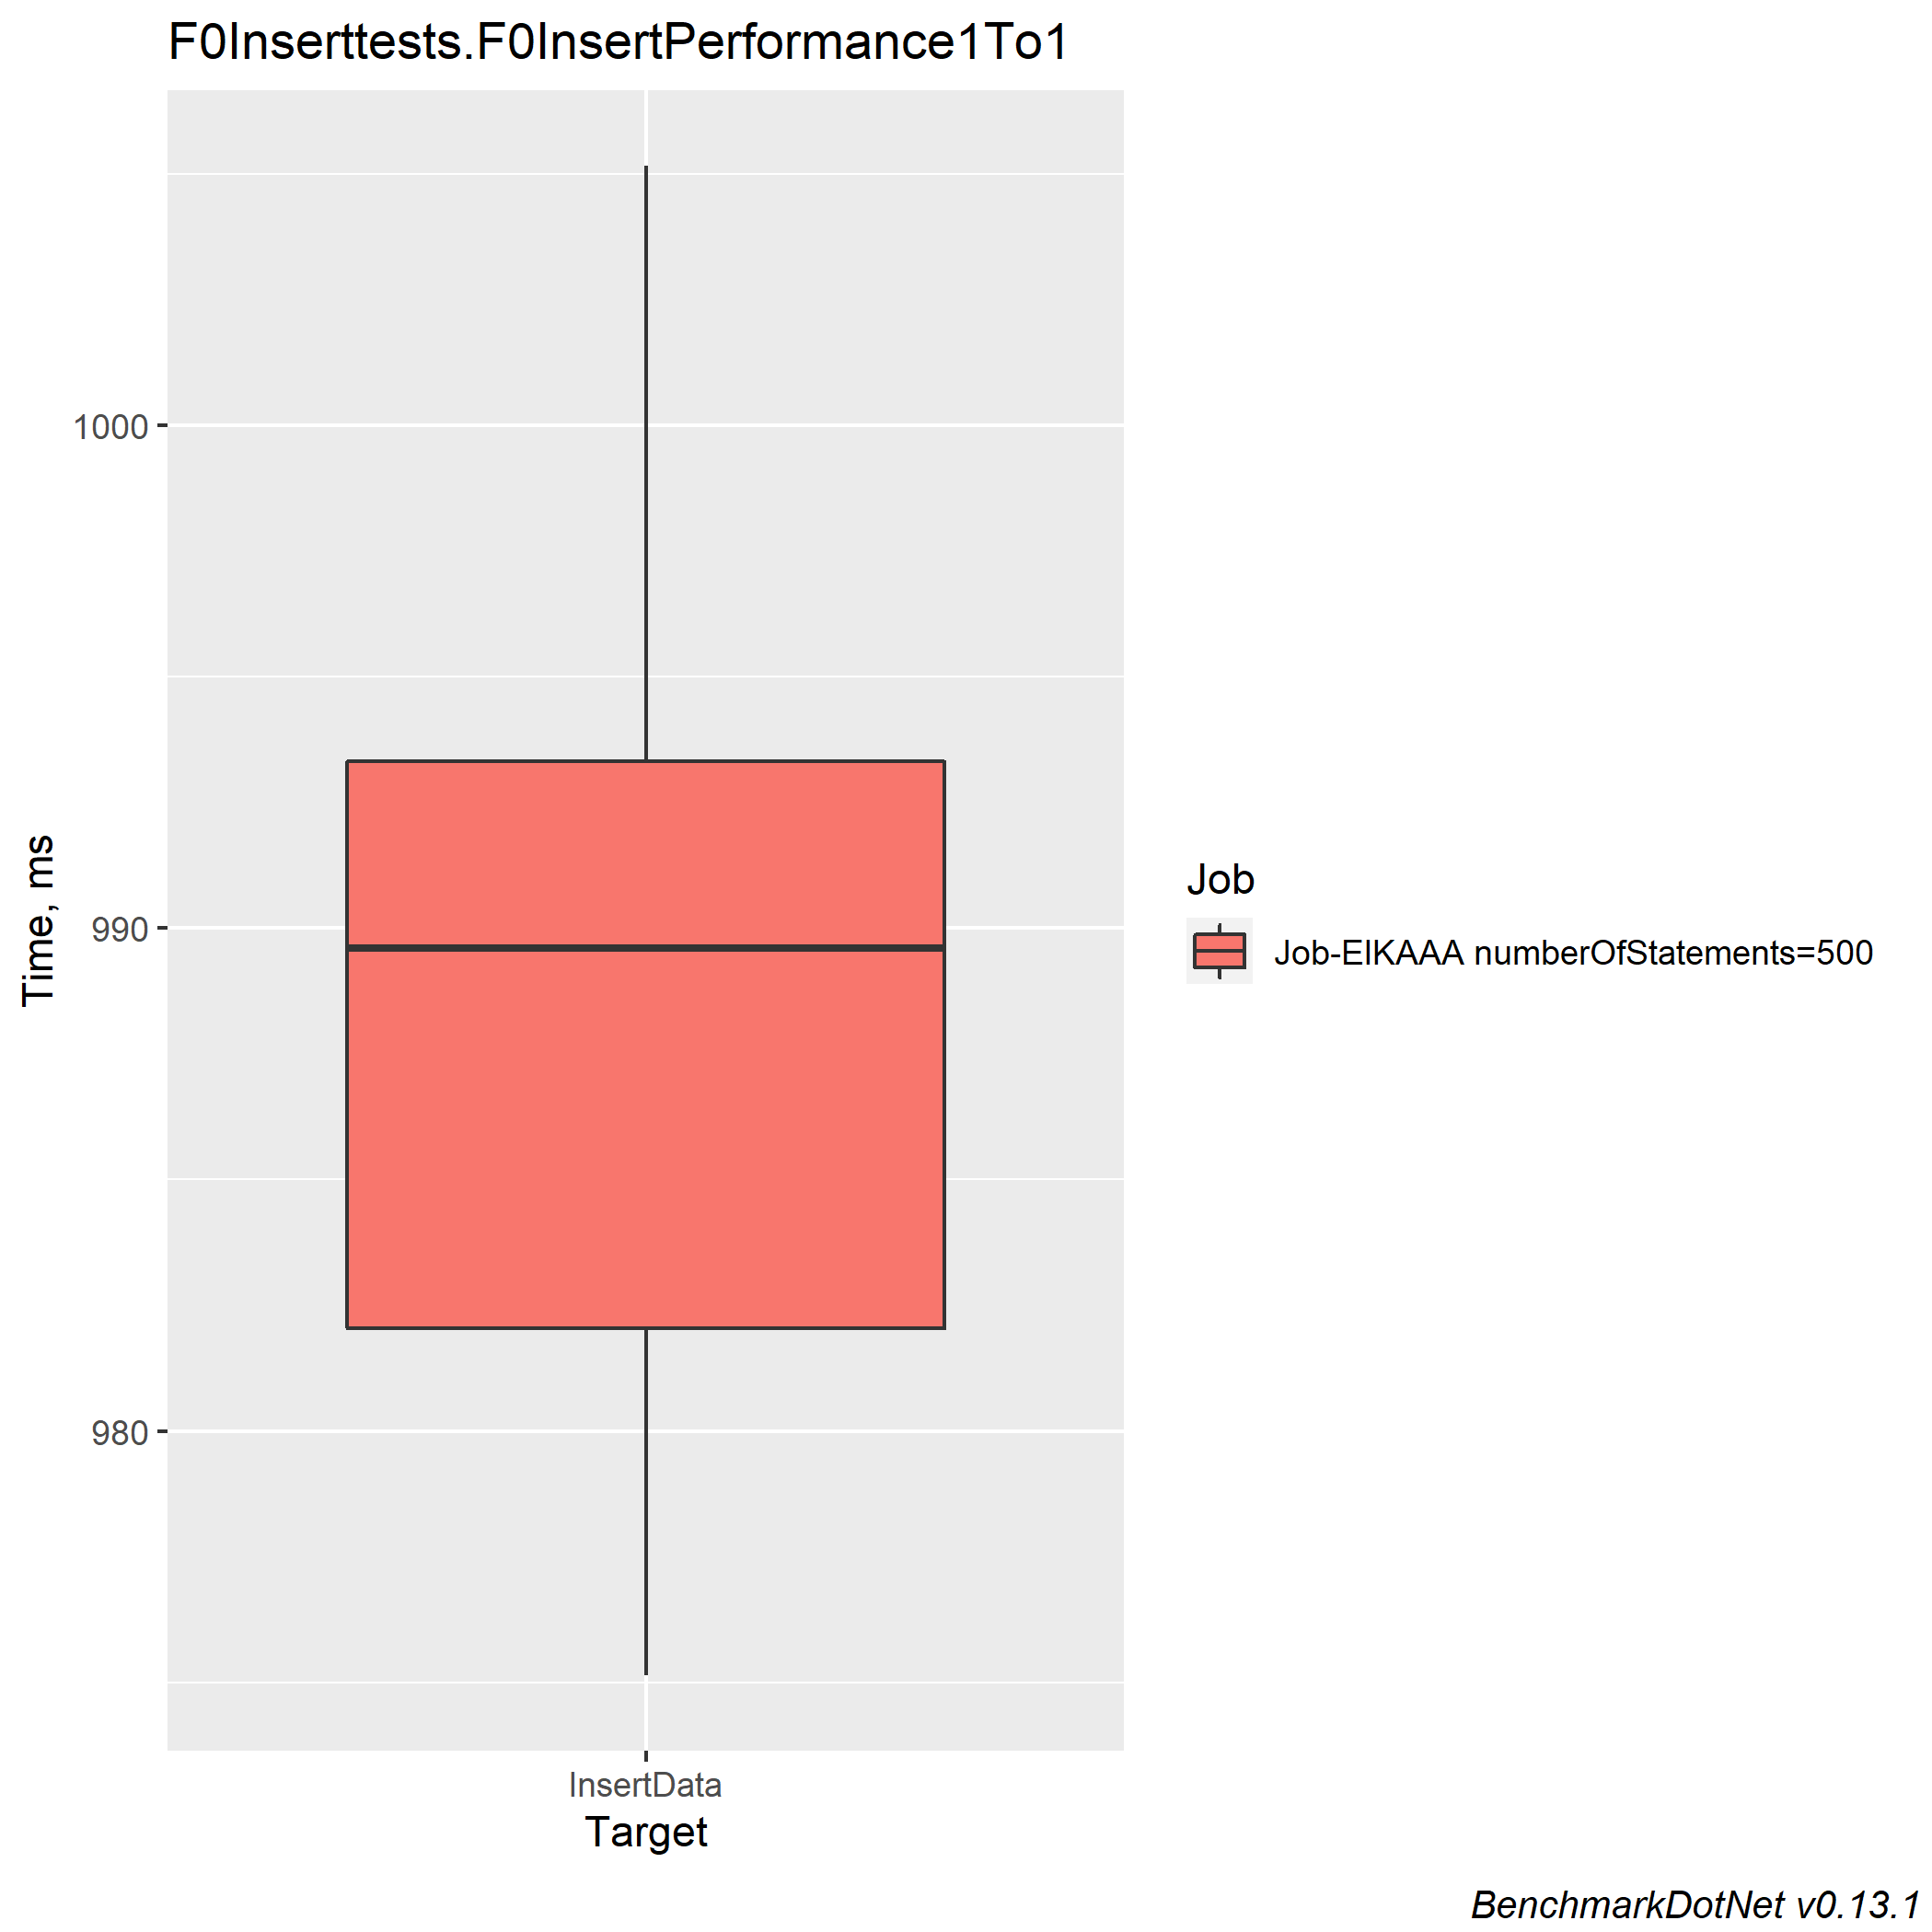 F0Inserttests.F0InsertPerformance1To1
Time, ms
1000
990
980
InsertData
Target
Job
Job-EIKAAA numberOfStatements=500
BenchmarkDotNet v0.13.1